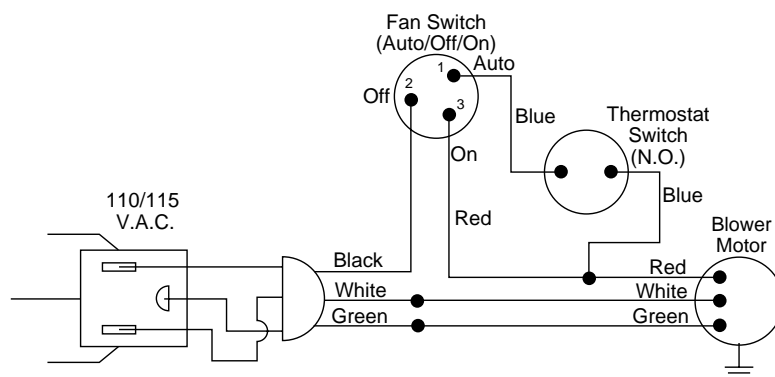 Fan Switch
(Auto/Off/On)
1
Auto
2
Off
3
On
Blue
Thermostat
Switch
(N.O.)
Blue
110/115
V.A.C.
Red
Blower
Motor
Black
Red
White
White
Green
Green